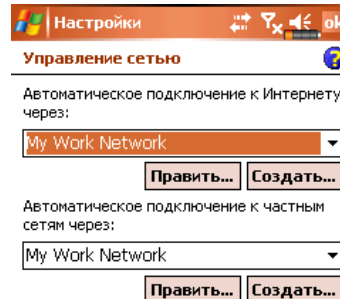 Настройки ok
Управление сетью ?
Автоматическое подключение к Интернету
через:
My Work Network
Править... Создать...
Автоматическое подключение к частным
сетям через:
My Work Network
Править... Создать...